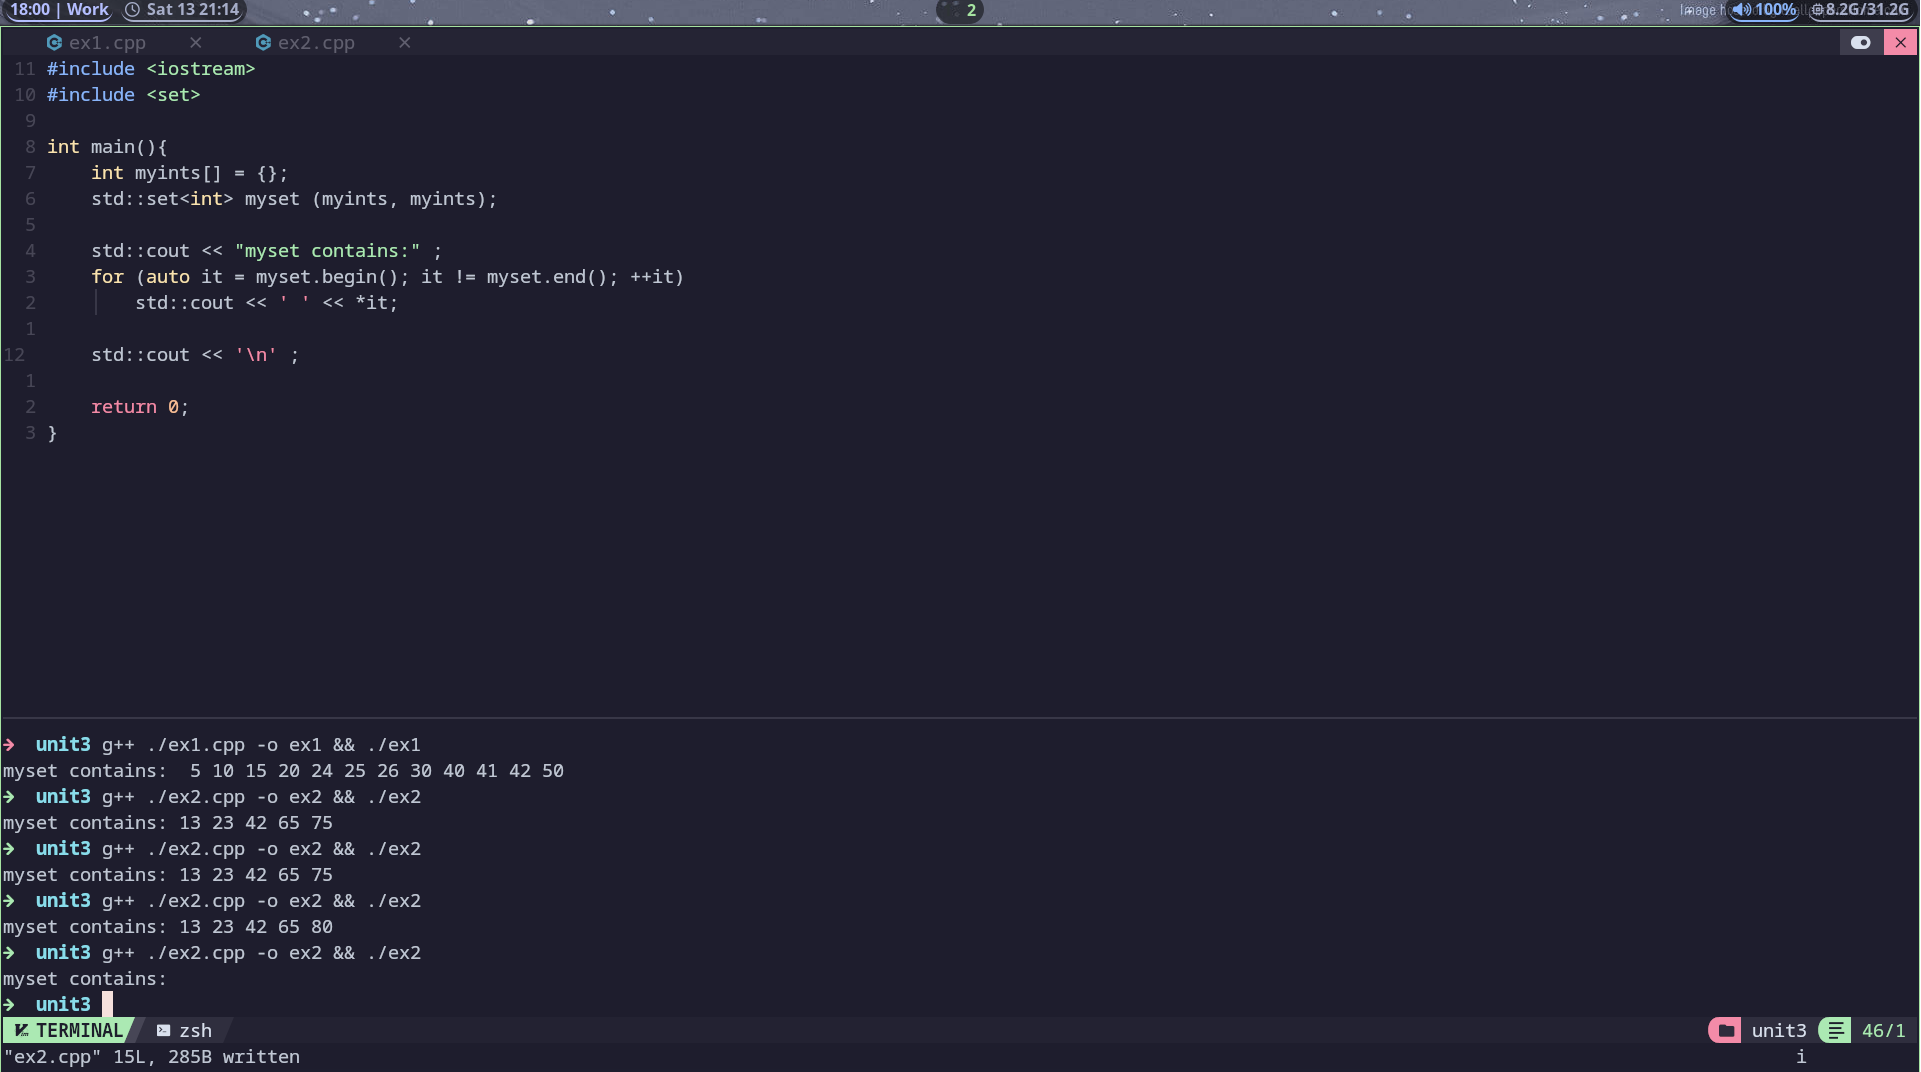 18:00 | Work Sat 13 21:14 2 100% 8.2G/31.2G
ex1.cpp ex2.cpp
11 #include <iostream>
10 #include <set>
9
8 int main(){
7     int myints[] = {};
6     std::set<int> myset (myints, myints);
5
4     std::cout << "myset contains:" ;
3     for (auto it = myset.begin(); it != myset.end(); ++it)
2         std::cout << ' ' << *it;
1
12     std::cout << '\n' ;
1
2     return 0;
3 }
→ unit3 g++ ./ex1.cpp -o ex1 && ./ex1
myset contains:  5 10 15 20 24 25 26 30 40 41 42 50
→ unit3 g++ ./ex2.cpp -o ex2 && ./ex2
myset contains: 13 23 42 65 75
→ unit3 g++ ./ex2.cpp -o ex2 && ./ex2
myset contains: 13 23 42 65 75
→ unit3 g++ ./ex2.cpp -o ex2 && ./ex2
myset contains: 13 23 42 65 80
→ unit3 g++ ./ex2.cpp -o ex2 && ./ex2
myset contains:
→ unit3
TERMINAL zsh unit3 46/1
"ex2.cpp" 15L, 285B written i